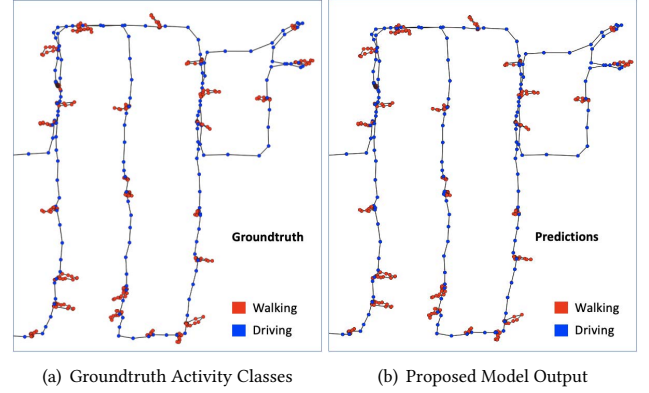 Groundtruth
Walking
Driving
Predictions
Walking
Driving
(a) Groundtruth Activity Classes
(b) Proposed Model Output